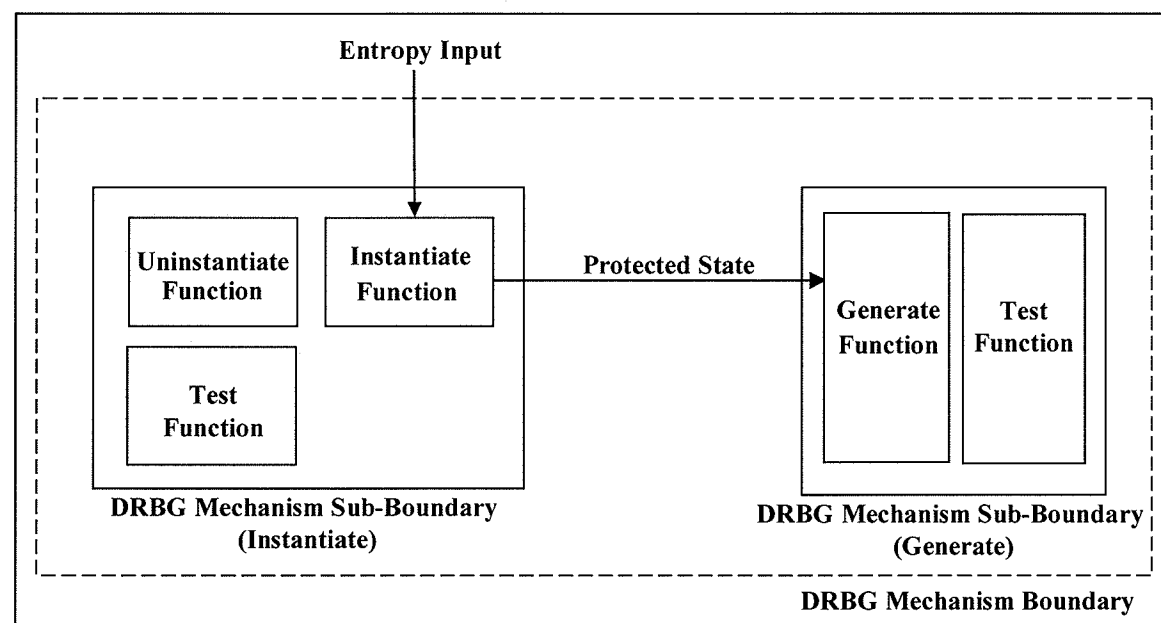 Entropy Input
Uninstantiate
Function
Instantiate
Function
Protected State
Generate
Function
Test
Function
Test
Function
DRBG Mechanism Sub-Boundary
(Instantiate)
DRBG Mechanism Sub-Boundary
(Generate)
DRBG Mechanism Boundary